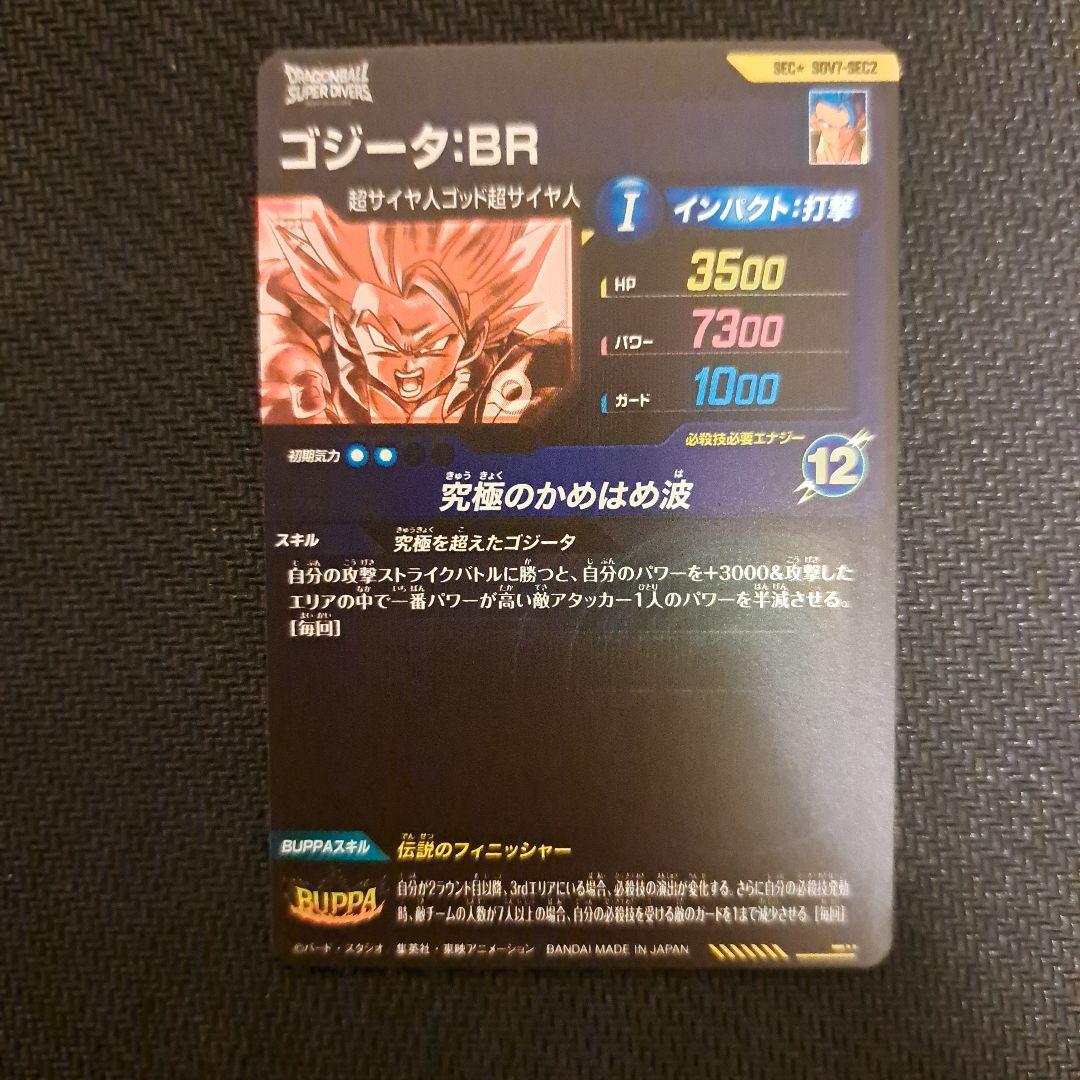 DRAGONBALL
SUPER DIVERS
SEC★ SDV7-SEC2
ゴジータ:BR
超サイヤ人ゴッド超サイヤ人
I インパクト:打撃
HP 3500
パワー 7300
ガード 1000
初期気力
必殺技必要エナジー
12
究極のかめはめ波
スキル 究極を超えたゴジータ
自分の攻撃ストライクバトルに勝つと、自分のパワーを+3000&攻撃した
エリアの中で一番パワーが高い敵アタッカー1人のパワーを半減させる。
[毎回]
BUPPAスキル 伝説のフィニッシャー
BUPPA
自分が2ラウンド目以降、3rdエリアにいる場合、必殺技の演出が変化する。さらに自分の必殺技発動
時、敵チームの人数が7人以上の場合、自分の必殺技を受ける敵のガードを1まで減少させる。[毎回]
©バード・スタジオ 集英社・東映アニメーション BANDAI MADE IN JAPAN